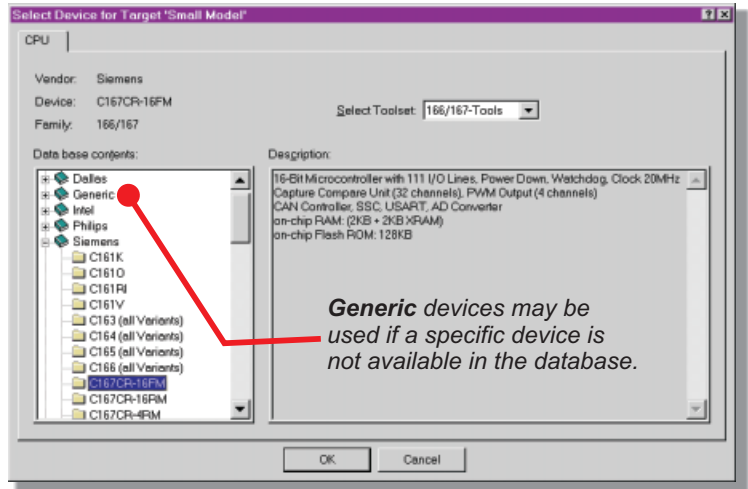 Select Device for Target 'Small Model'
CPU
Vendor: Siemens
Device: C167CR-16FM
Family: 166/167
Select Toolset: 166/167-Tools
Data base contents:
Dallas
Generic
Intel
Philips
Siemens
C161K
C161O
C161RI
C161V
C163 (all Variants)
C164 (all Variants)
C165 (all Variants)
C166 (all Variants)
C167CR-16FM
C167CR-16RM
C167CR-4RM
Description:
16-Bit Microcontroller with 111 I/O Lines, Power Down, Watchdog, Clock 20MHz
Capture Compare Unit (32 channels), PWM Output (4 channels)
CAN Controller, SSC, USART, AD Converter
on-chip RAM: (2KB + 2KB XRAM)
on-chip Flash ROM: 128KB
Generic devices may be
used if a specific device is
not available in the database.
OK
Cancel